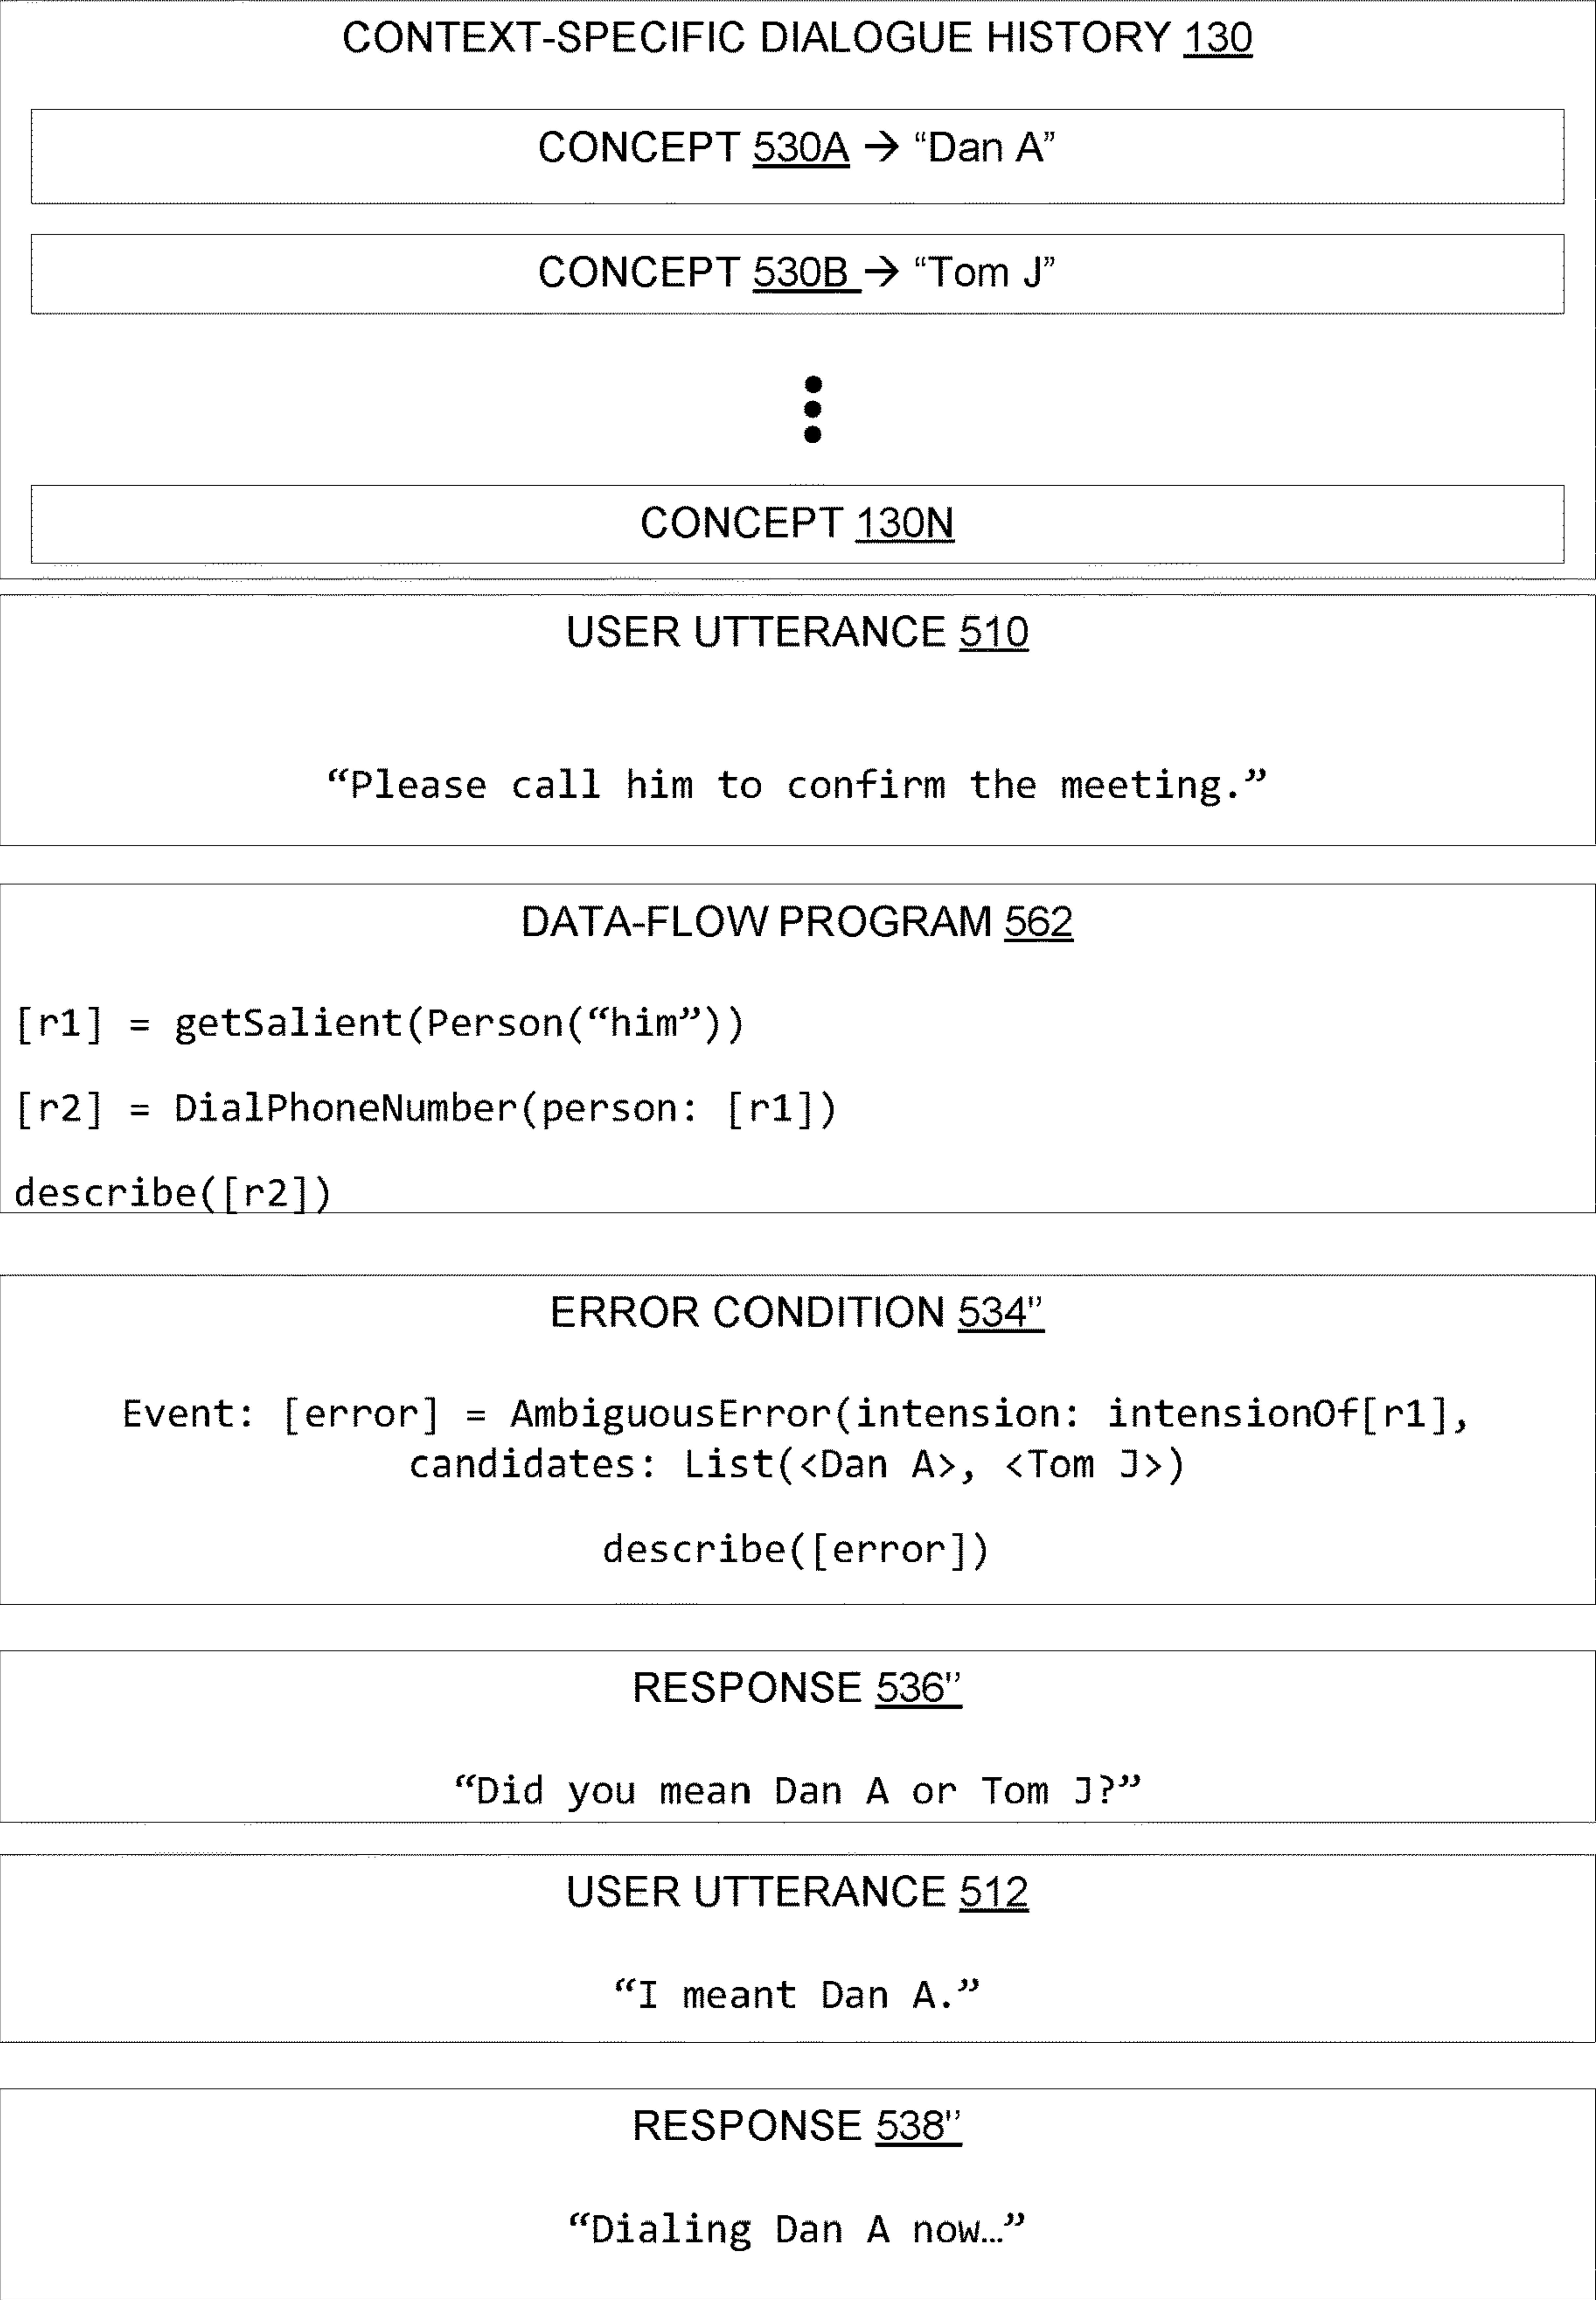 CONTEXT-SPECIFIC DIALOGUE HISTORY 130
CONCEPT 530A → “Dan A”
CONCEPT 530B → “Tom J”
CONCEPT 130N
USER UTTERANCE 510
“Please call him to confirm the meeting.”
DATA-FLOW PROGRAM 562
[r1] = getSalient(Person(“him”))
[r2] = DialPhoneNumber(person: [r1])
describe([r2])
ERROR CONDITION 534"
Event: [error] = AmbiguousError(intension: intensionOf[r1],
candidates: List(<Dan A>, <Tom J>)
describe([error])
RESPONSE 536"
“Did you mean Dan A or Tom J?”
USER UTTERANCE 512
“I meant Dan A.”
RESPONSE 538"
“Dialing Dan A now…”